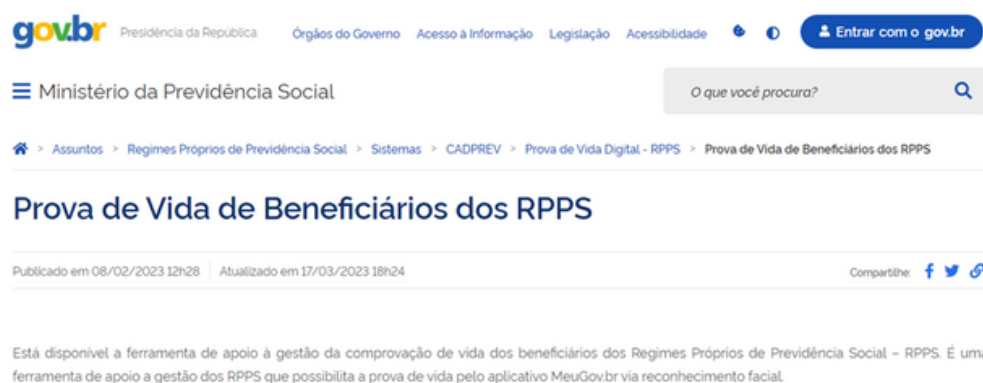 gov.br Presidência da República Órgãos do Governo Acesso à Informação Legislação Acessibilidade Entrar com o gov.br
Ministério da Previdência Social O que você procura?
> Assuntos > Regimes Próprios de Previdência Social > Sistemas > CADPREV > Prova de Vida Digital - RPPS > Prova de Vida de Beneficiários dos RPPS
Prova de Vida de Beneficiários dos RPPS
Publicado em 08/02/2023 12h28 Atualizado em 17/03/2023 18h24 Compartilhe:
Está disponível a ferramenta de apoio à gestão da comprovação de vida dos beneficiários dos Regimes Próprios de Previdência Social – RPPS. É uma
ferramenta de apoio a gestão dos RPPS que possibilita a prova de vida pelo aplicativo MeuGov.br via reconhecimento facial.